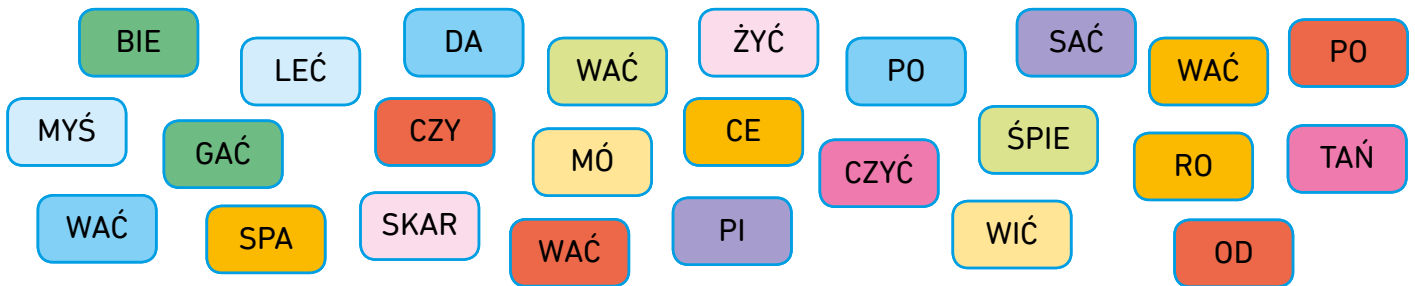 BIE
LEĆ
DA
WAĆ
ŻYĆ
PO
SAĆ
WAĆ
PO
MYŚ
GAĆ
CZY
MÓ
CE
CZYĆ
ŚPIE
RO
TAŃ
WAĆ
SPA
SKAR
WAĆ
PI
WIĆ
OD